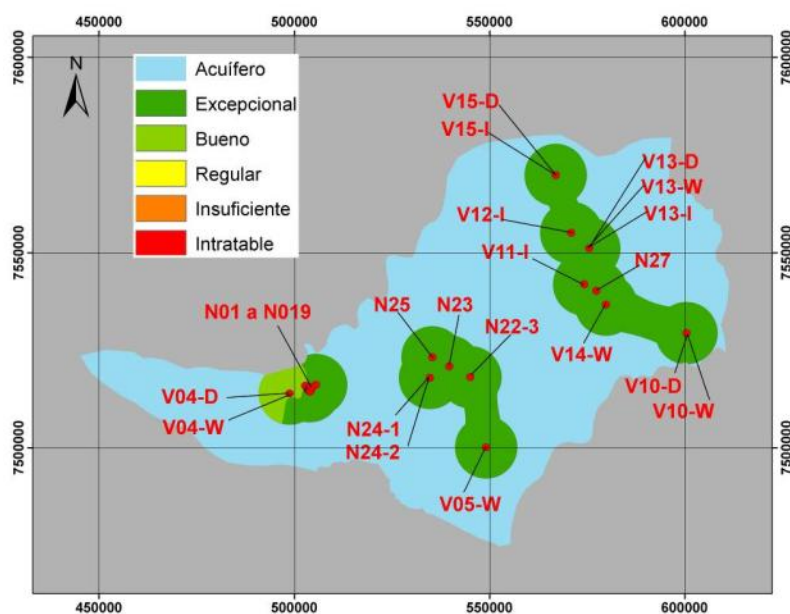 450000 500000 550000 600000
7600000
7600000
N
Acuífero
Excepcional
Bueno
Regular
Insuficiente
Intratable
V15-D
V15-I
V13-D
V13-W
V13-I
V12-I
7550000
7550000
V11-I
N27
N01 a N019
N25
N23
N22-3
V14-W
V04-D
V04-W
V10-D
V10-W
N24-1
N24-2
7500000
7500000
V05-W
450000 500000 550000 600000